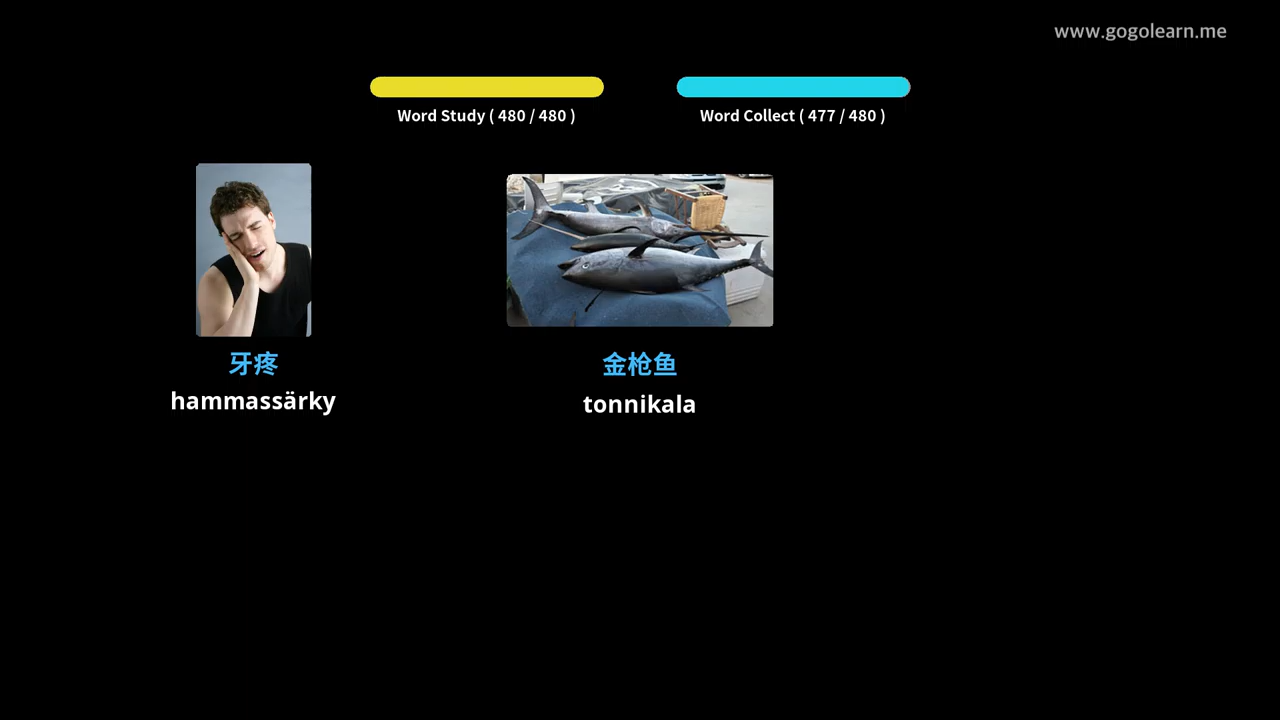 www.gogolearn.me
Word Study ( 480 / 480 )
Word Collect ( 477 / 480 )
牙疼
hammassärky
金枪鱼
tonnikala